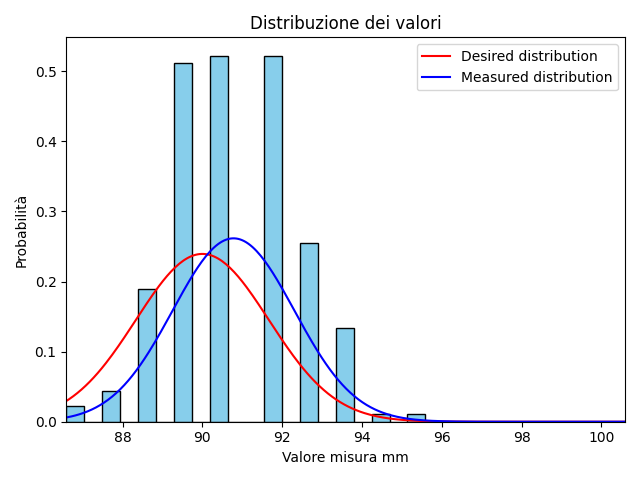 Distribuzione dei valori
Desired distribution
Measured distribution
Probabilità
0.5
0.4
0.3
0.2
0.1
0.0
88 90 92 94 96 98 100
Valore misura mm